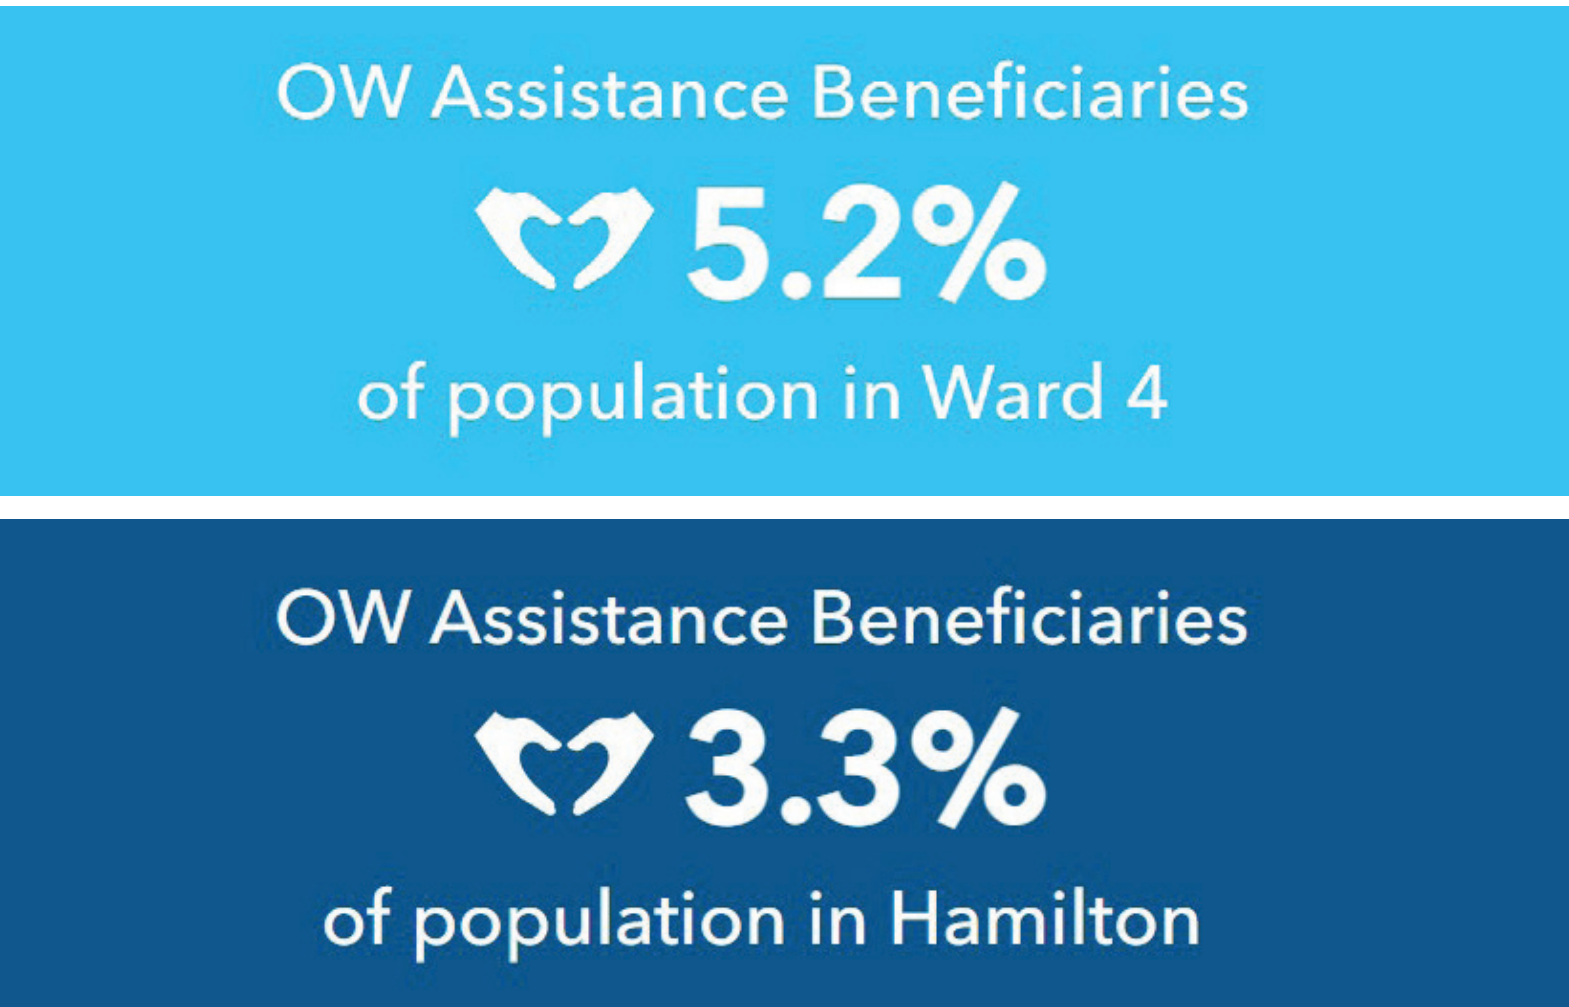 OW Assistance Beneficiaries
5.2%
of population in Ward 4
OW Assistance Beneficiaries
3.3%
of population in Hamilton